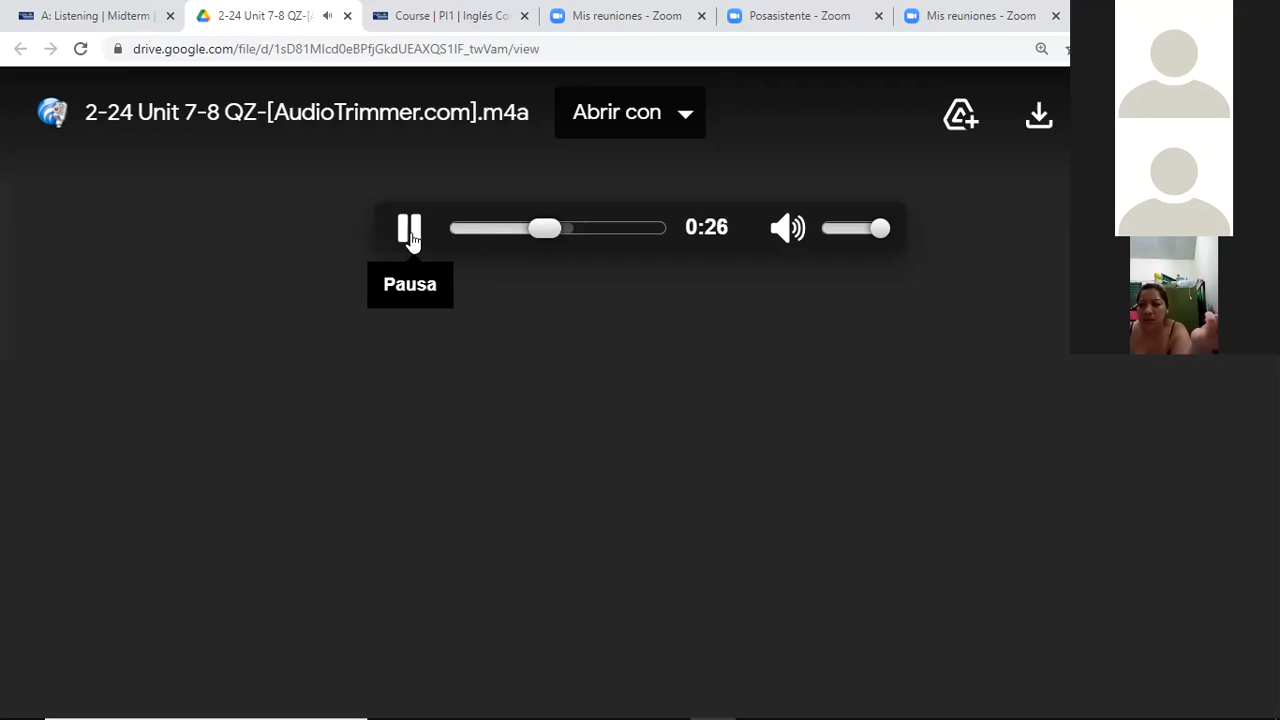 A: Listening | Midterm |
2-24 Unit 7-8 QZ-[
Course | PI1 | Inglés Co
Mis reuniones - Zoom
Posasistente - Zoom
Mis reuniones - Zoom
drive.google.com/file/d/1sD81MIcd0eBPfjGkdUEAXQS1IF_twVam/view
2-24 Unit 7-8 QZ-[AudioTrimmer.com].m4a
Abrir con
0:26
Pausa